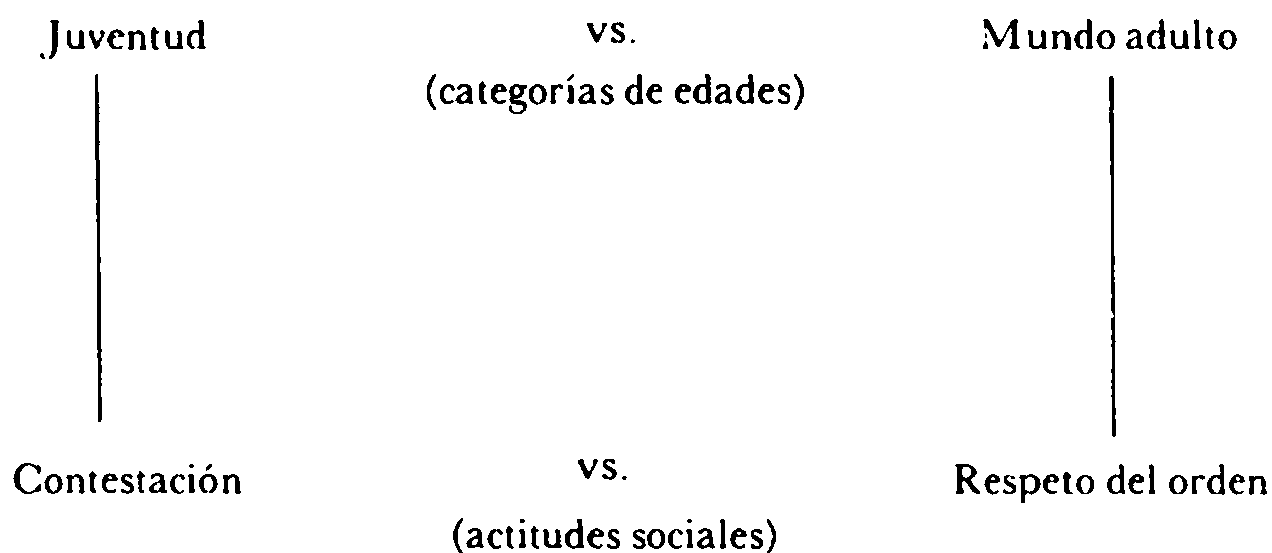 Juventud vs. Mundo adulto
(categorías de edades)
Contestación vs. Respeto del orden
(actitudes sociales)